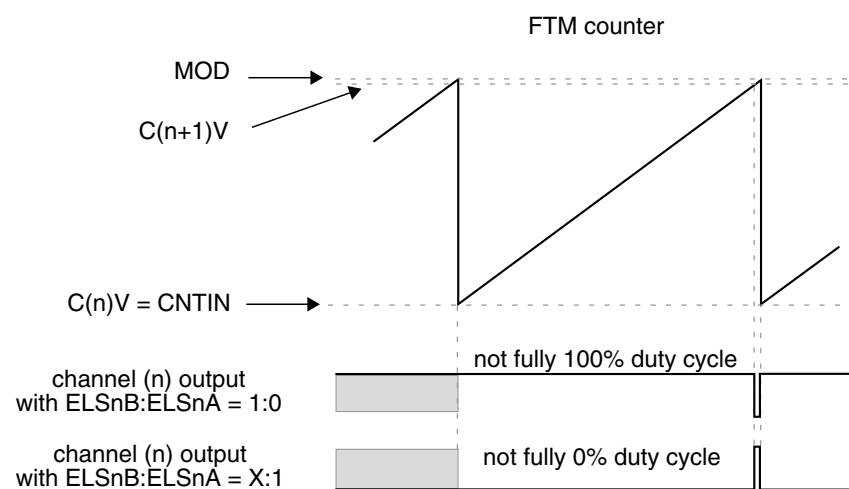 FTM counter
MOD
C(n+1)V
C(n)V = CNTIN
not fully 100% duty cycle
channel (n) output
with ELSnB:ELSnA = 1:0
channel (n) output
with ELSnB:ELSnA = X:1
not fully 0% duty cycle